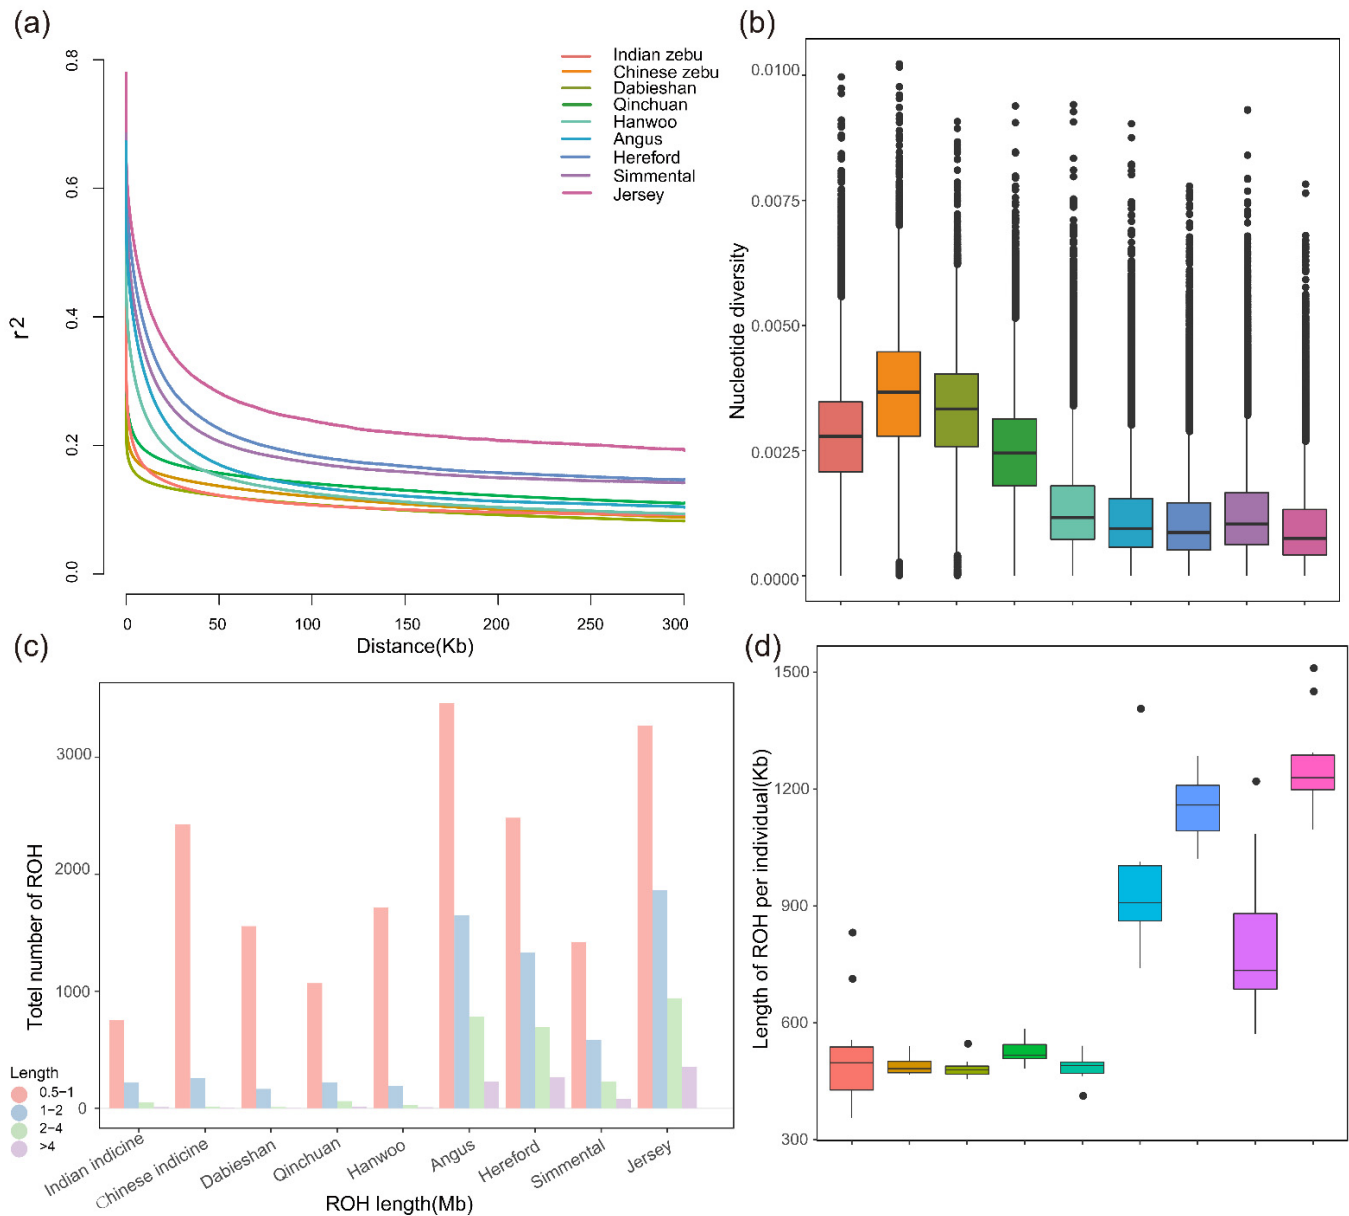 (a)
r2
0.8
0.6
0.4
0.2
0.0
Indian zebu
Chinese zebu
Dabieshan
Qinchuan
Hanwoo
Angus
Hereford
Simmental
Jersey
0 50 100 150 200 250 300
Distance(Kb)
(b)
Nucleotide diversity
0.0100
0.0075
0.0050
0.0025
0.0000
(c)
Totel number of ROH
3000
2000
1000
0
Length
0.5-1
1-2
2-4
>4
Indian indicine
Chinese indicine
Dabieshan
Qinchuan
Hanwoo
Angus
Hereford
Simmental
Jersey
ROH length(Mb)
(d)
Length of ROH per individual(Kb)
1500
1200
900
600
300